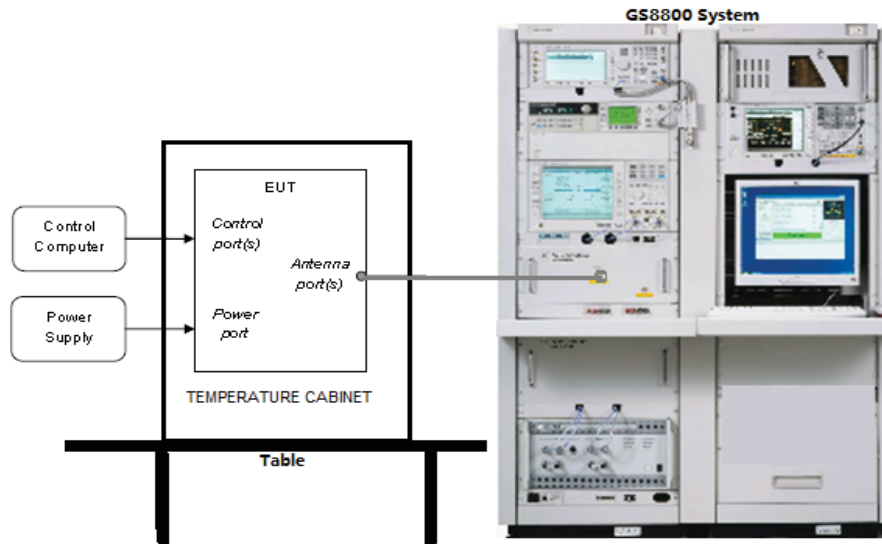 GS8800 System
EUT
Control
Computer
Control
port(s)
Antenna
port(s)
Power
Supply
Power
port
TEMPERATURE CABINET
Table